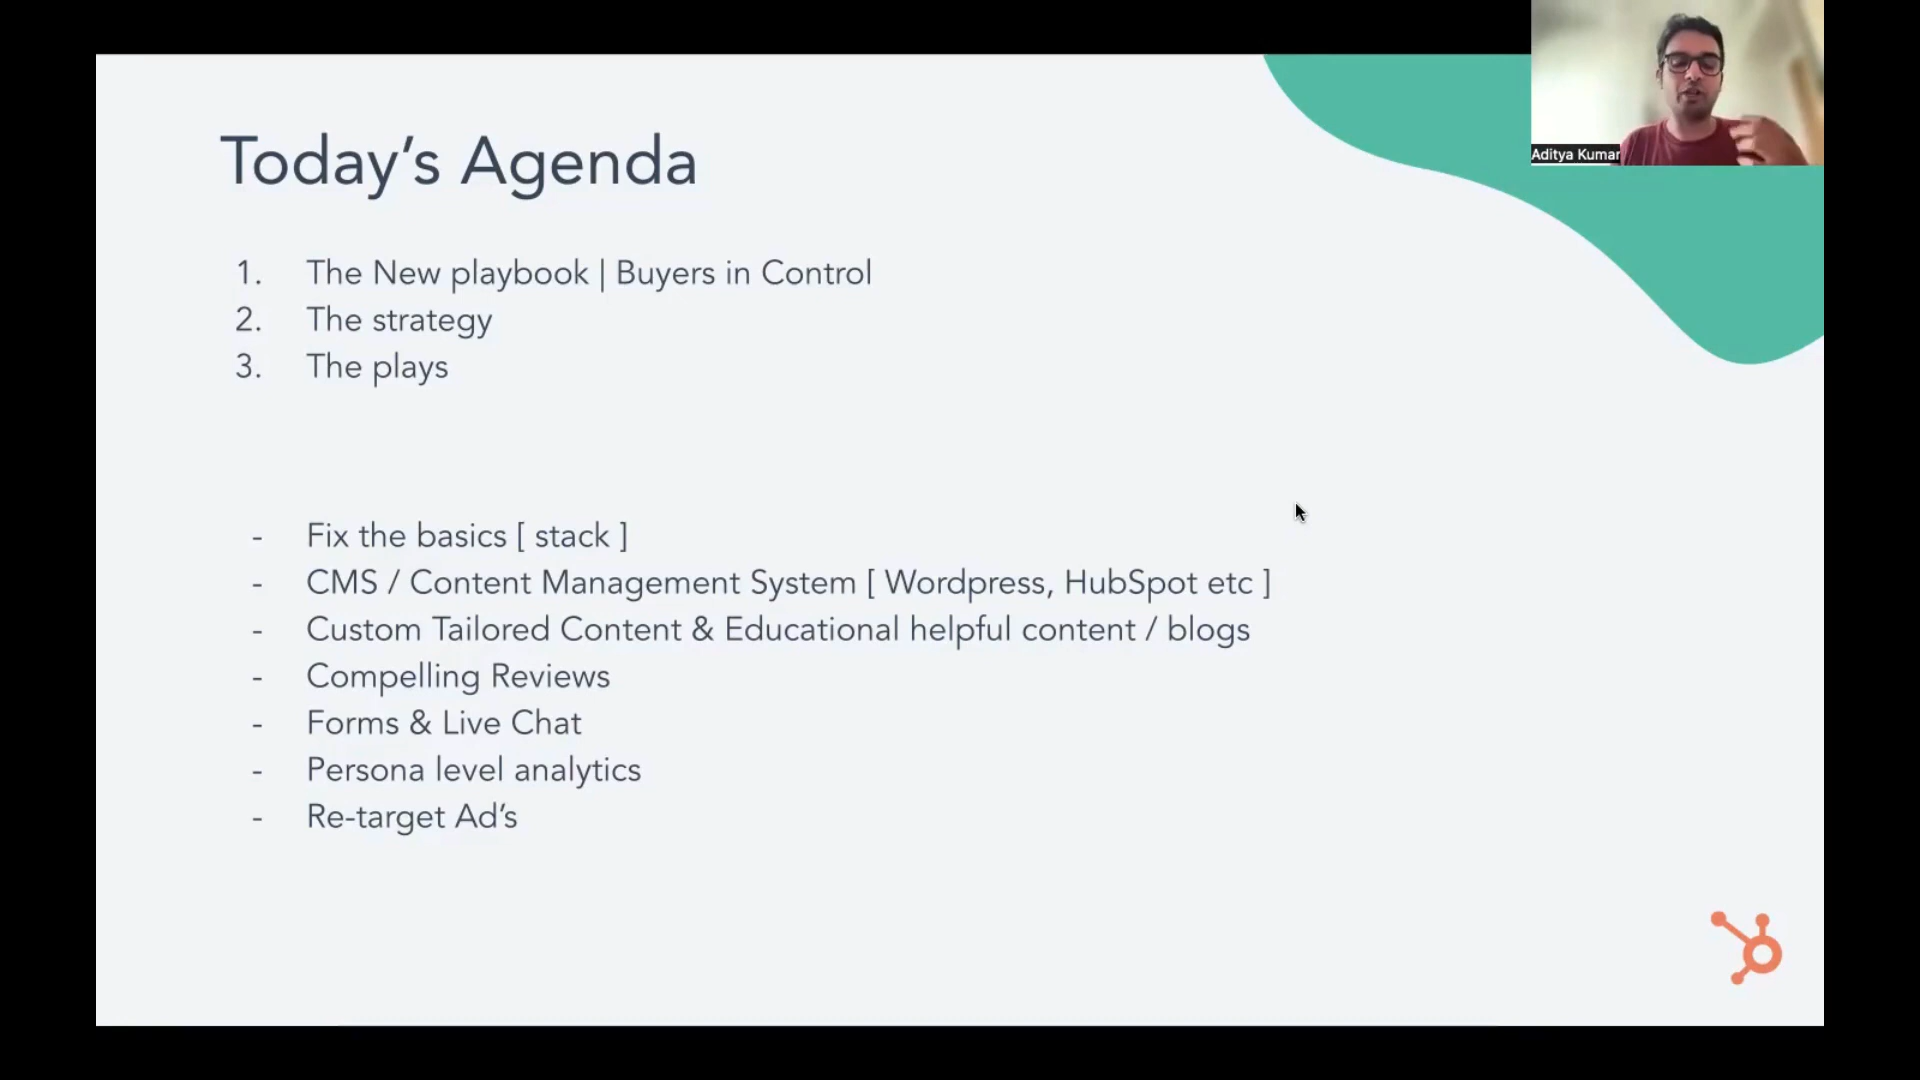 Today’s Agenda
1. The New playbook | Buyers in Control
2. The strategy
3. The plays
- Fix the basics [ stack ]
- CMS / Content Management System [ Wordpress, HubSpot etc ]
- Custom Tailored Content & Educational helpful content / blogs
- Compelling Reviews
- Forms & Live Chat
- Persona level analytics
- Re-target Ad’s
Aditya Kumar